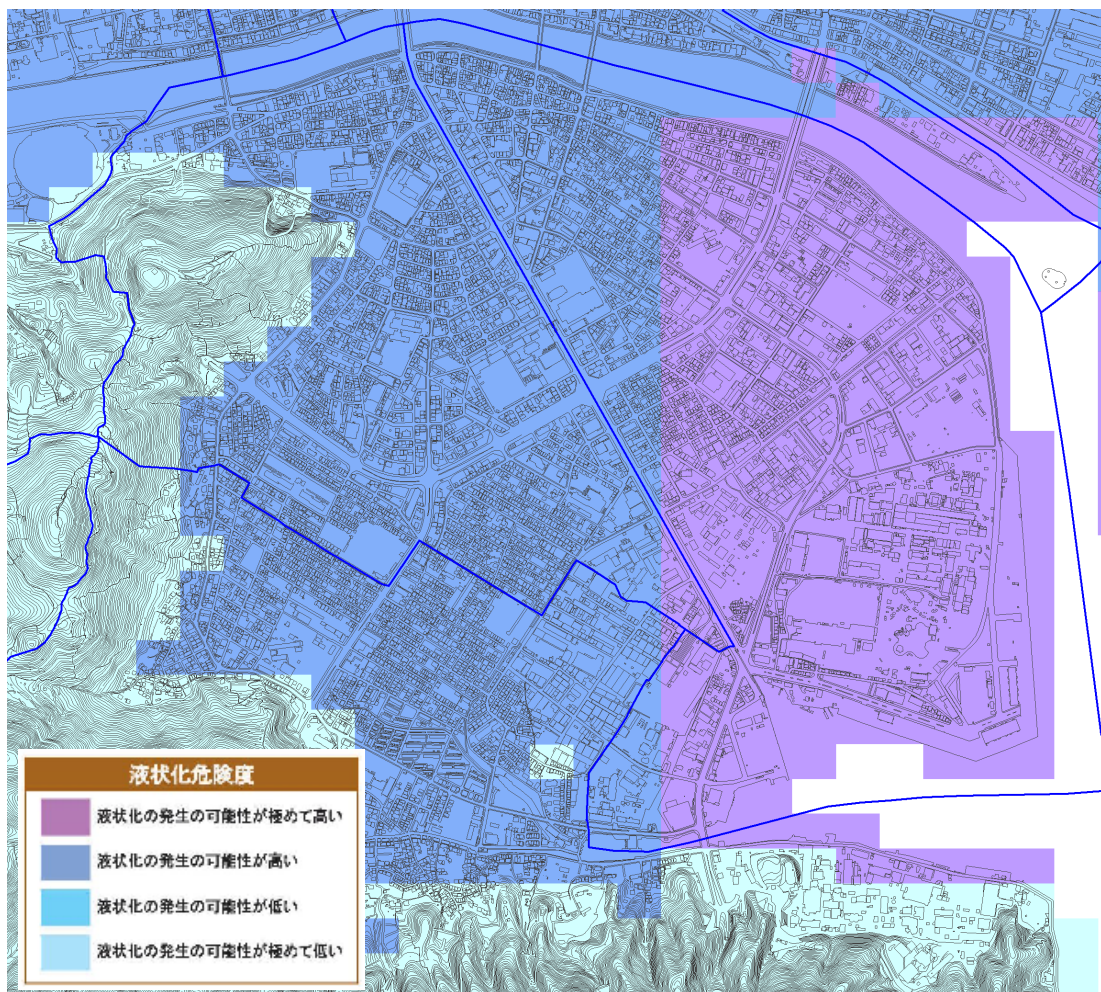 液状化危険度
液状化の発生の可能性が極めて高い
液状化の発生の可能性が高い
液状化の発生の可能性が低い
液状化の発生の可能性が極めて低い